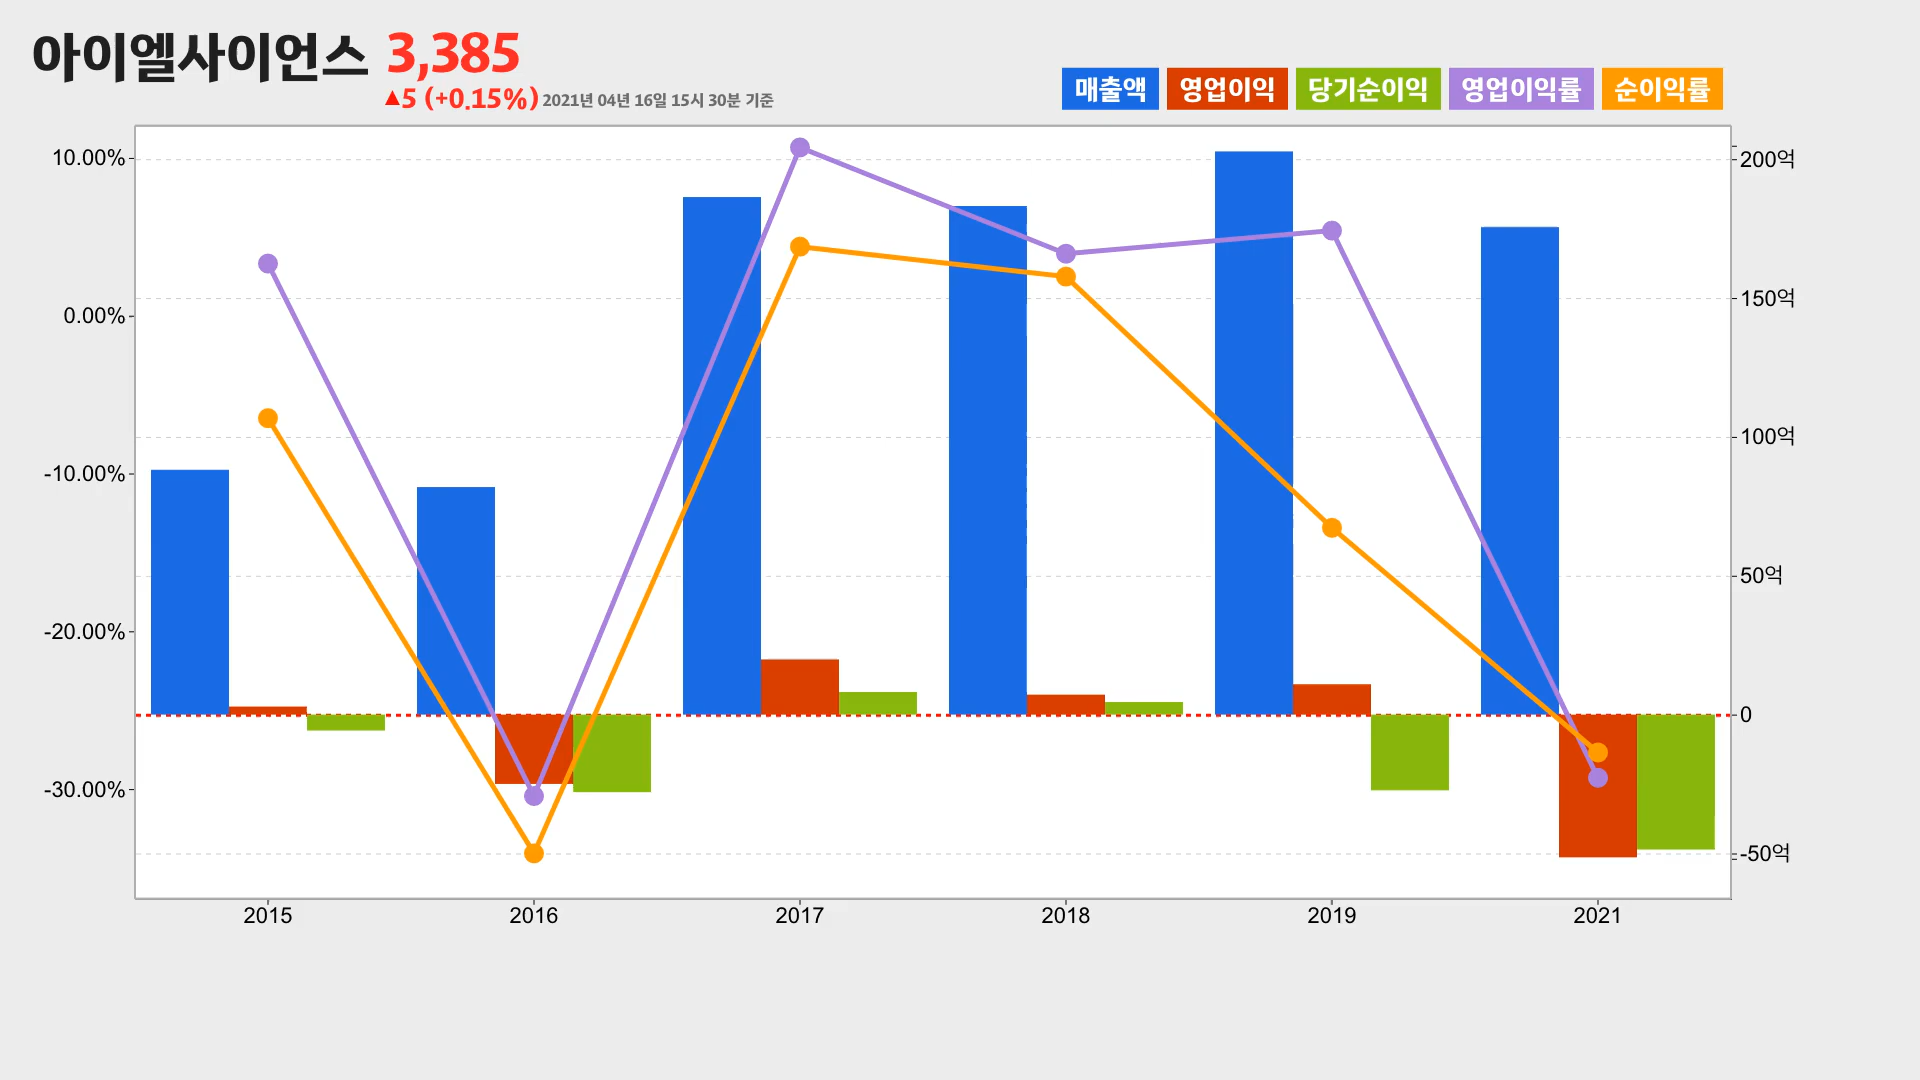 아이엘사이언스 3,385
▲5 (+0.15%) 2021년 04년 16일 15시 30분 기준
매출액 영업이익 당기순이익 영업이익률 순이익률
10.00%
0.00%
-10.00%
-20.00%
-30.00%
200억
150억
100억
50억
0
-50억
2015 2016 2017 2018 2019 2021